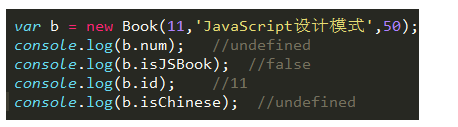 var b = new Book(11,'JavaScript设计模式',50);
console.log(b.num);   //undefined
console.log(b.isJSBook);  //false
console.log(b.id);     //11
console.log(b.isChinese);  //undefined